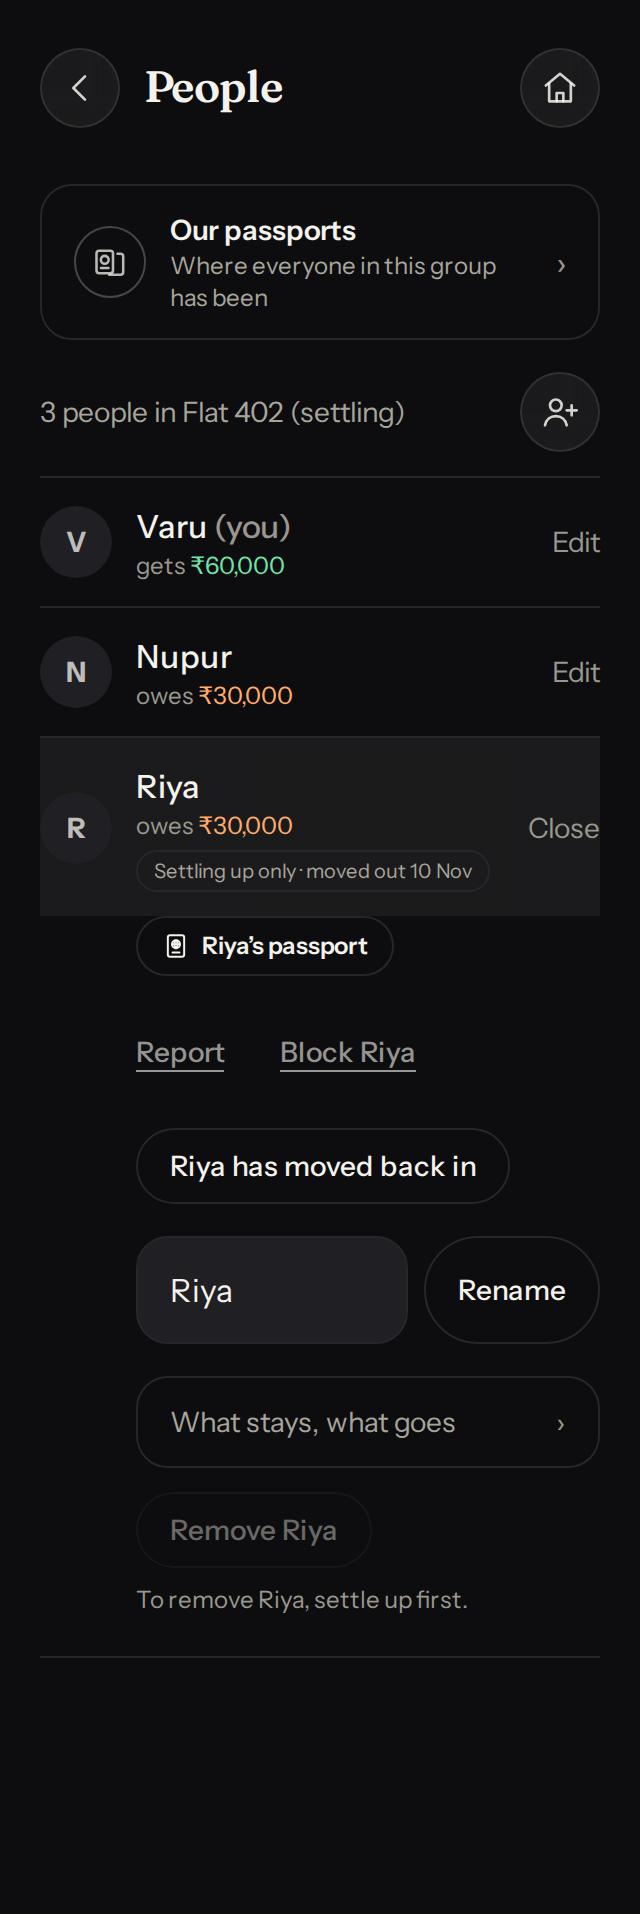 People
Our passports
Where everyone in this group
has been
›
3 people in Flat 402 (settling)
V
Varu (you)
gets ₹60,000
Edit
N
Nupur
owes ₹30,000
Edit
R
Riya
owes ₹30,000
Settling up only · moved out 10 Nov
Close
Riya’s passport
Report Block Riya
Riya has moved back in
Riya Rename
What stays, what goes ›
Remove Riya
To remove Riya, settle up first.